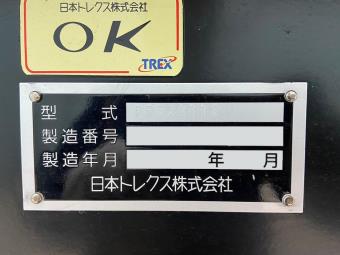 日本トレクス株式会社
OK
TREX
型 式
製造番号
製造年月 年 月
日本トレクス株式会社